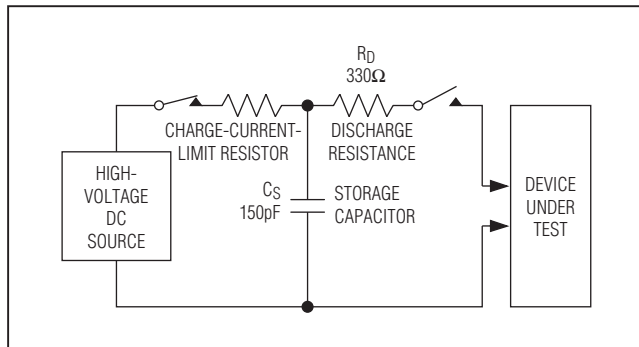 R_D
330Ω
CHARGE-CURRENT-
LIMIT RESISTOR
DISCHARGE
RESISTANCE
HIGH-
VOLTAGE
DC
SOURCE
C_S
150pF
STORAGE
CAPACITOR
DEVICE
UNDER
TEST